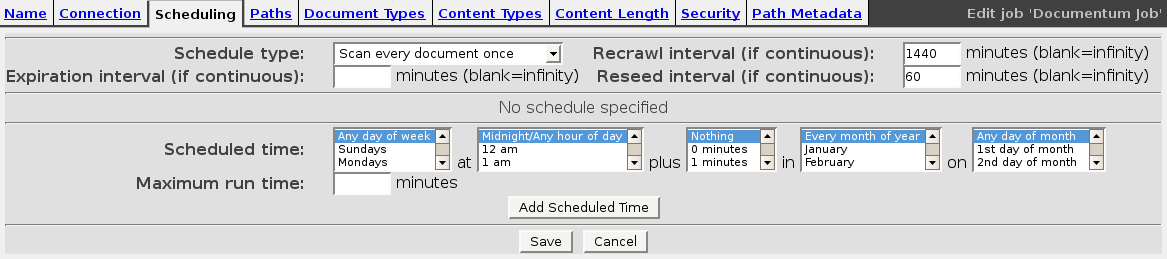 Name Connection Scheduling Paths Document Types Content Types Content Length Security Path Metadata Edit job 'Documentum Job'
Schedule type: Scan every document once Recrawl interval (if continuous): 1440 minutes (blank=infinity)
Expiration interval (if continuous): minutes (blank=infinity) Reseed interval (if continuous): 60 minutes (blank=infinity)
No schedule specified
Scheduled time: Any day of week Sundays Mondays at Midnight/Any hour of day 12 am 1 am plus Nothing 0 minutes 1 minutes in Every month of year January February on Any day of month 1st day of month 2nd day of month
Maximum run time: minutes
Add Scheduled Time
Save Cancel